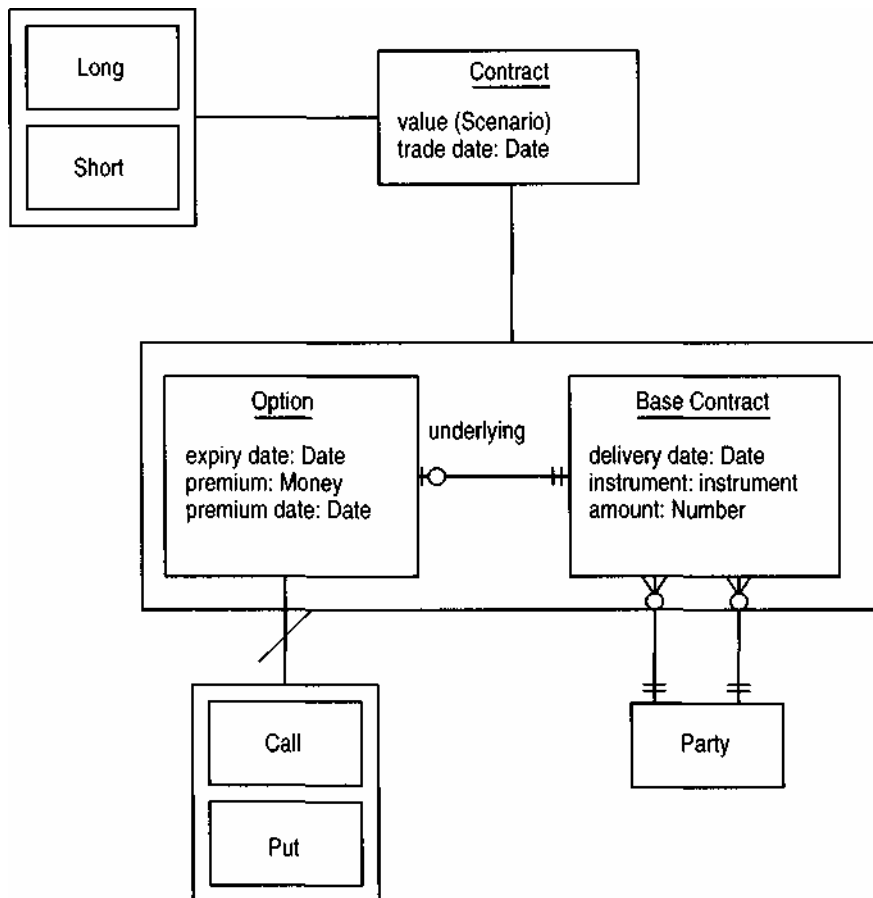 Long
Short
Contract
value (Scenario)
trade date: Date
Option
expiry date: Date
premium: Money
premium date: Date
underlying
Base Contract
delivery date: Date
instrument: instrument
amount: Number
Call
Put
Party